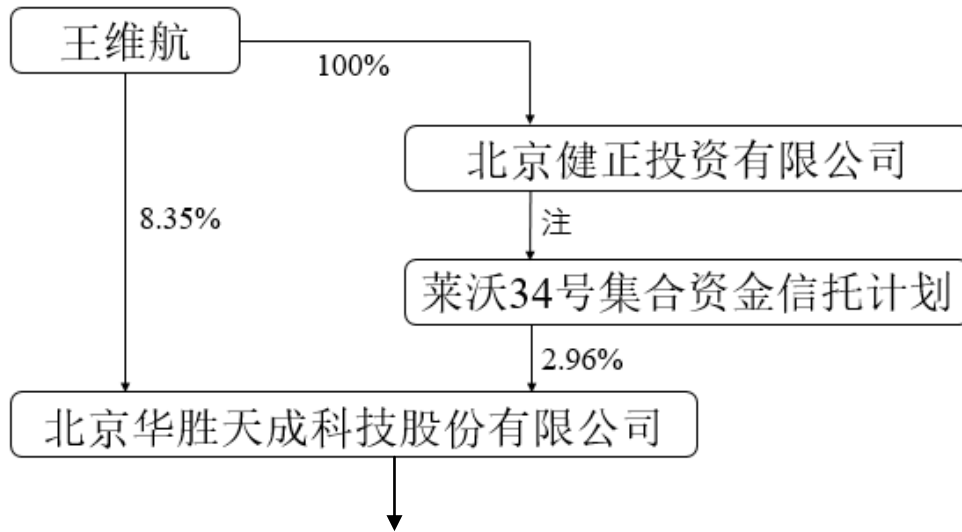 王维航
100%
北京健正投资有限公司
8.35%
注
莱沃34号集合资金信托计划
2.96%
北京华胜天成科技股份有限公司